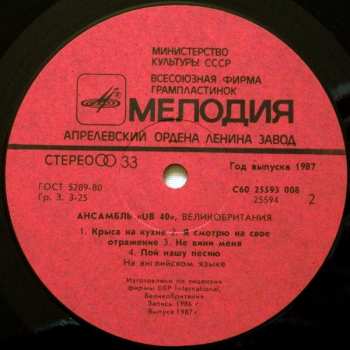 МИНИСТЕРСТВО
КУЛЬТУРЫ СССР
ВСЕСОЮЗНАЯ ФИРМА
ГРАМПЛАСТИНОК
МЕЛОДИЯ
АПРЕЛЕВСКИЙ ОРДЕНА ЛЕНИНА ЗАВОД
СТЕРЕО 33
Год выпуска 1987
ГОСТ 5289-80
Гр. 3. 3-25
С60 25593 008
25594
2
АНСАМБЛЬ «UB 40», ВЕЛИКОБРИТАНИЯ
1. Крыса на кухне 2. Я смотрю на свое
отражение 3. Не вини меня
4. Пой нашу песню
На английском языке
Изготовлено по лицензии
фирмы DEP International,
Великобритания
Запись 1986 г.
Выпуск 1987 г.